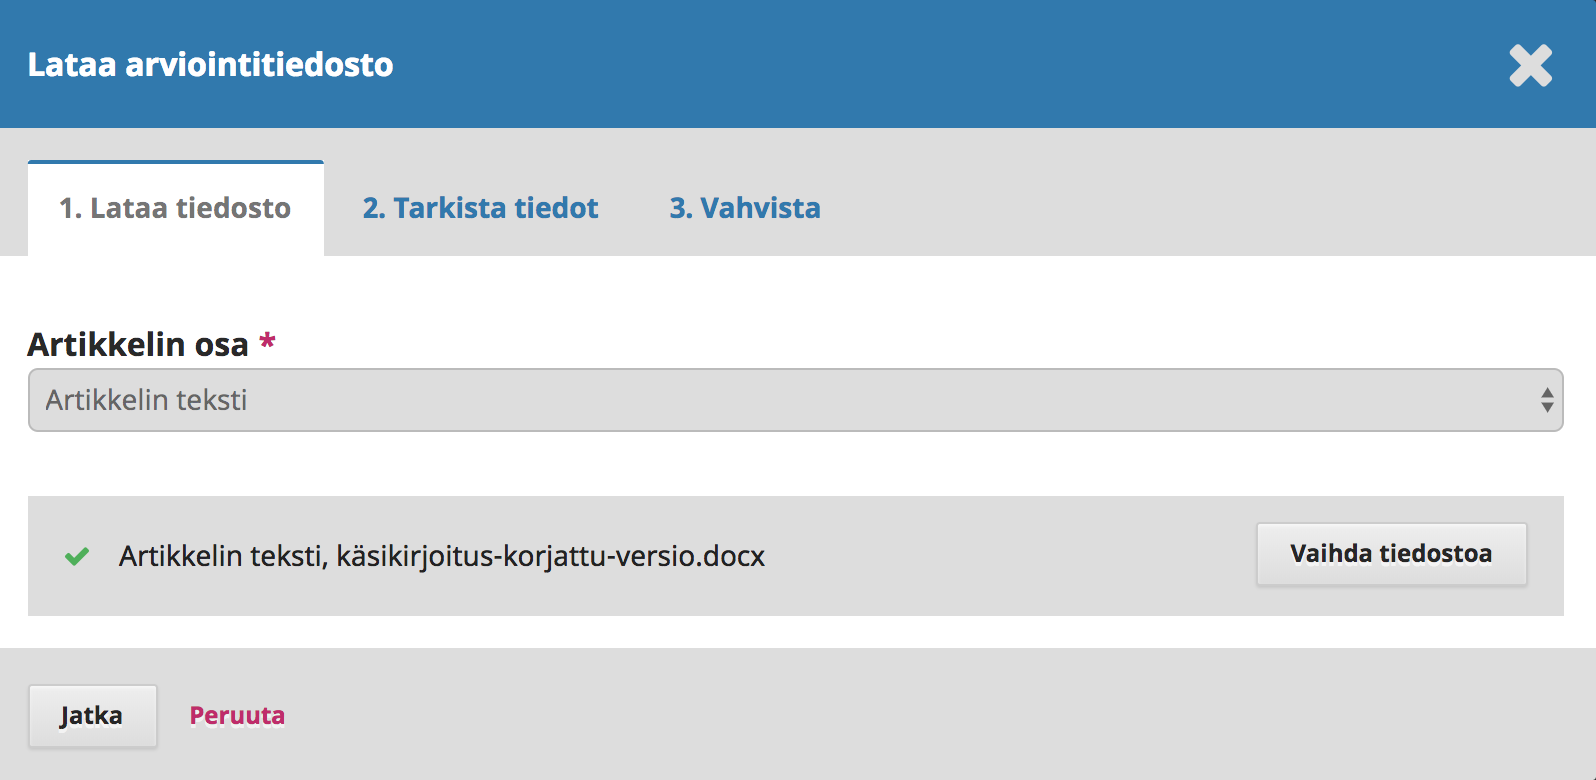 Lataa arviointitiedosto
1. Lataa tiedosto 2. Tarkista tiedot 3. Vahvista
Artikkelin osa *
Artikkelin teksti
Artikkelin teksti, käsikirjoitus-korjattu-versio.docx Vaihda tiedostoa
Jatka Peruuta